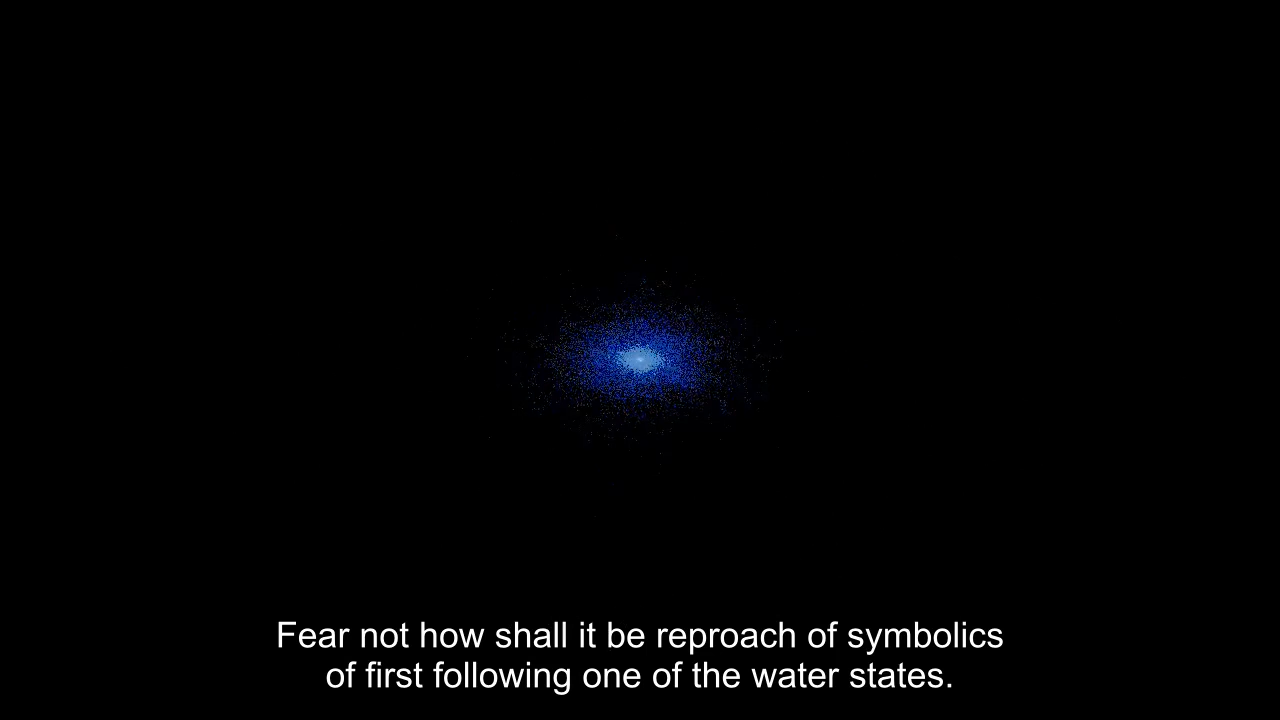 Fear not how shall it be reproach of symbolics
of first following one of the water states.